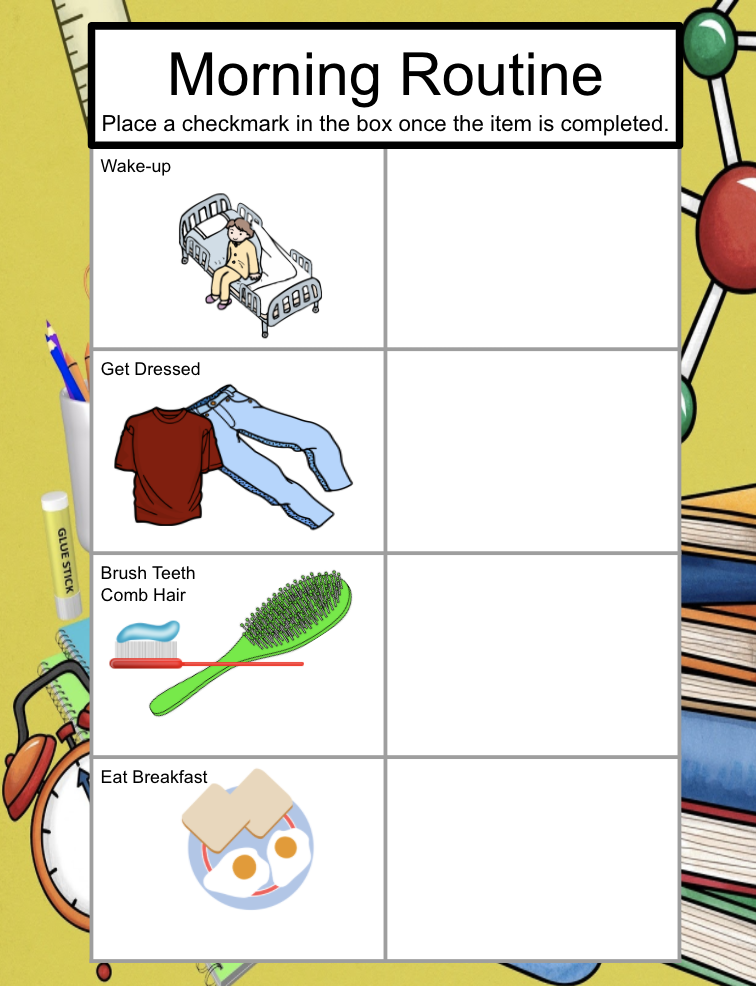 Morning Routine
Place a checkmark in the box once the item is completed.
Wake-up
Get Dressed
Brush Teeth
Comb Hair
Eat Breakfast
GLUE STICK